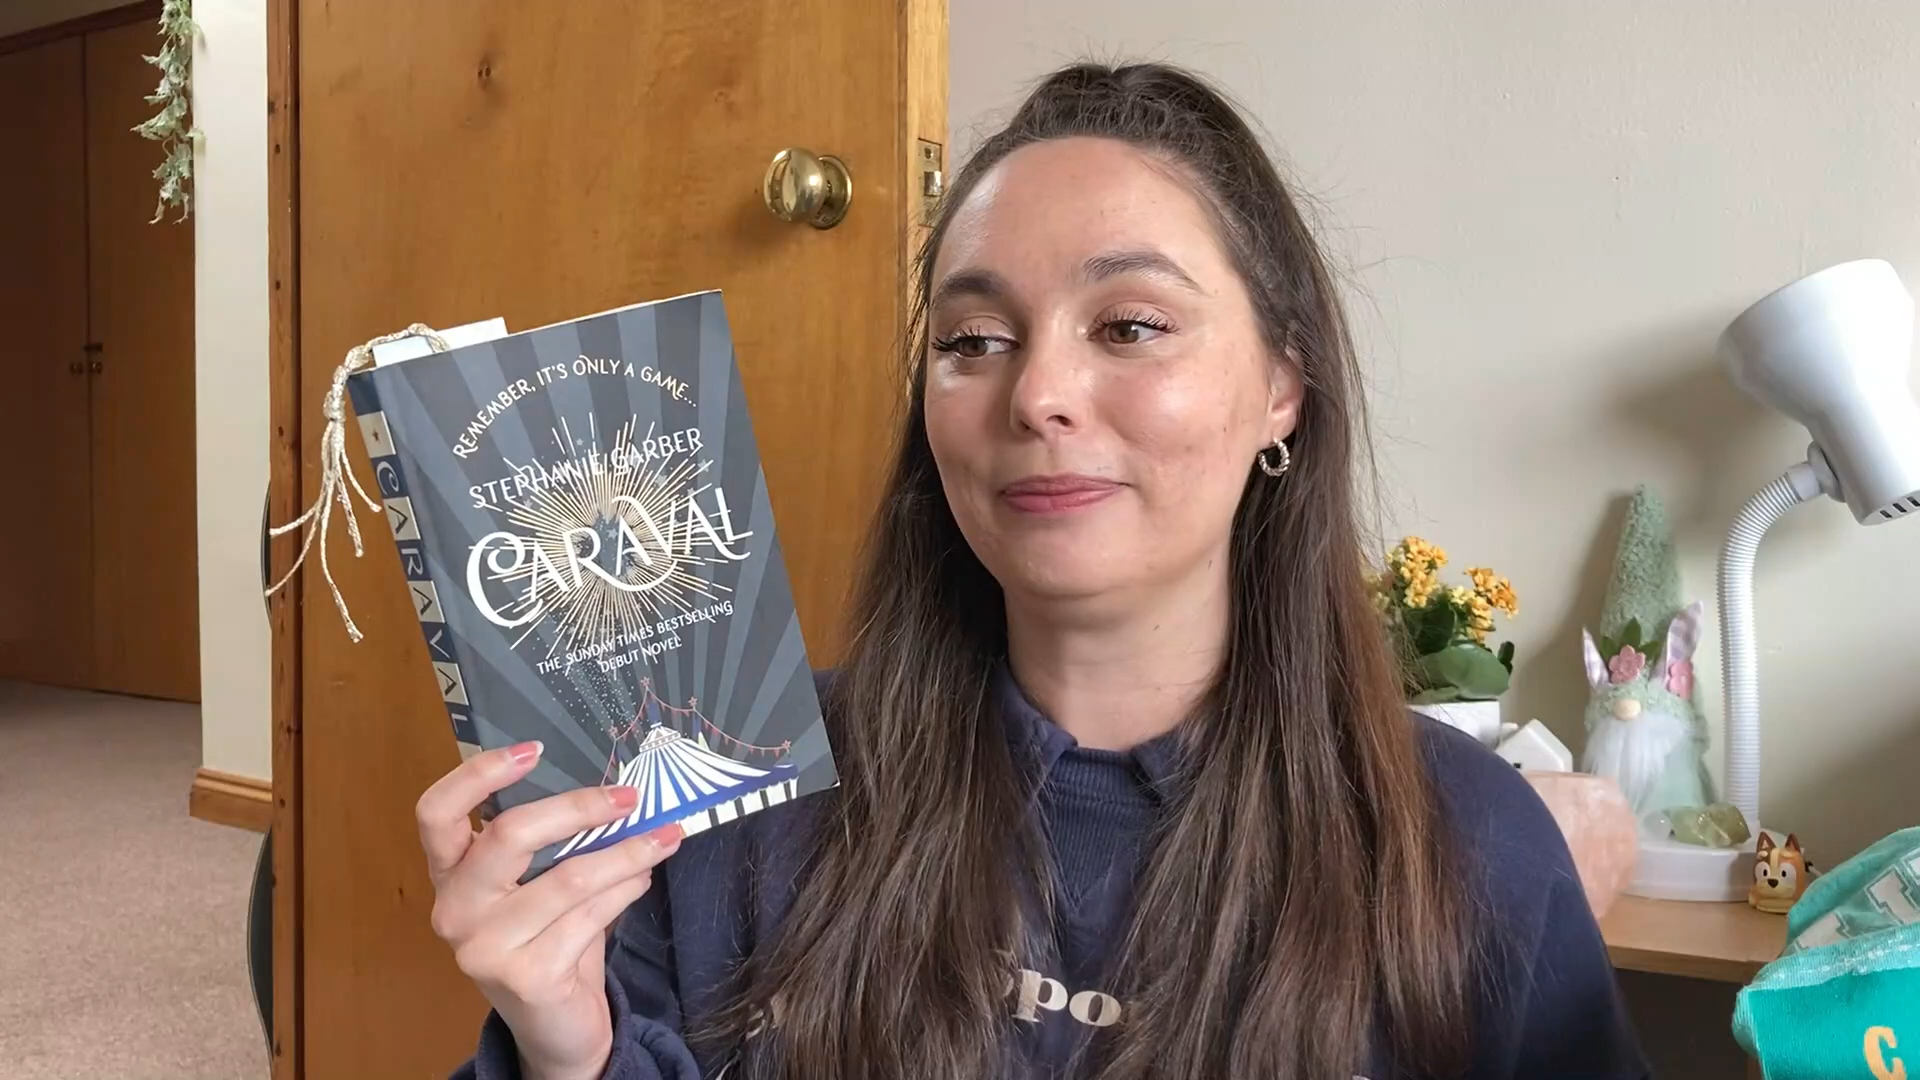 REMEMBER, IT'S ONLY A GAME...
STEPHANIE GARBER
CARAVAL
THE SUNDAY TIMES BESTSELLING
DEBUT NOVEL
CARAVAL
C